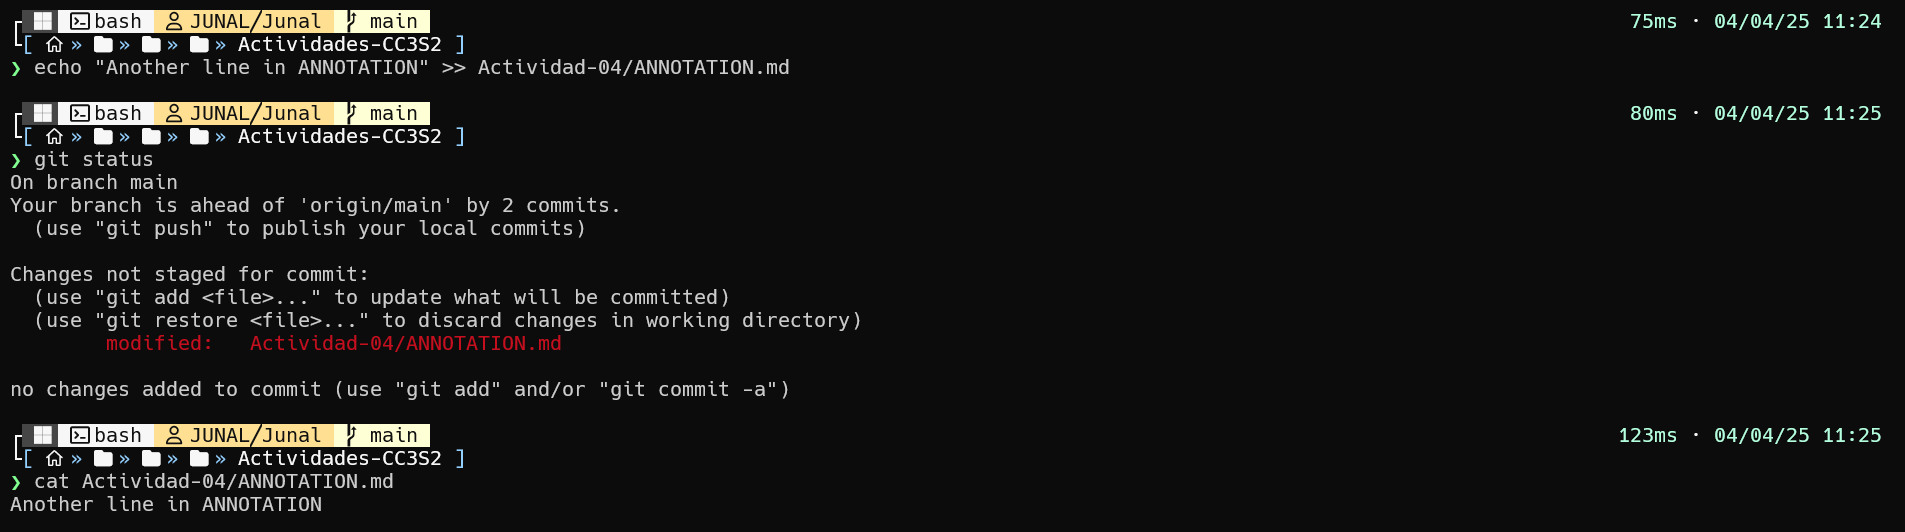 bash JUNAL/Junal main 75ms · 04/04/25 11:24
[ » » » » Actividades-CC3S2 ]
❯ echo "Another line in ANNOTATION" >> Actividad-04/ANNOTATION.md
bash JUNAL/Junal main 80ms · 04/04/25 11:25
[ » » » » Actividades-CC3S2 ]
❯ git status
On branch main
Your branch is ahead of 'origin/main' by 2 commits.
  (use "git push" to publish your local commits)
Changes not staged for commit:
  (use "git add <file>..." to update what will be committed)
  (use "git restore <file>..." to discard changes in working directory)
        modified:   Actividad-04/ANNOTATION.md
no changes added to commit (use "git add" and/or "git commit -a")
bash JUNAL/Junal main 123ms · 04/04/25 11:25
[ » » » » Actividades-CC3S2 ]
❯ cat Actividad-04/ANNOTATION.md
Another line in ANNOTATION